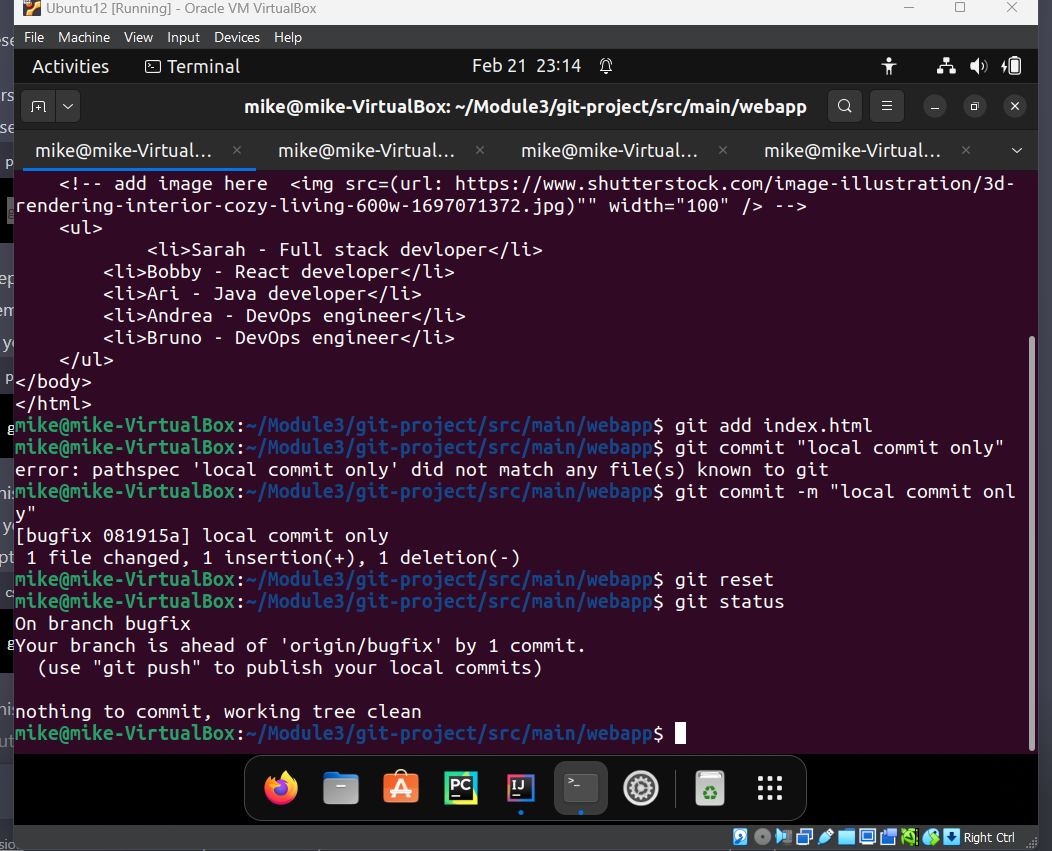 Ubuntu12 [Running] - Oracle VM VirtualBox
File Machine View Input Devices Help
Activities Terminal Feb 21 23:14
mike@mike-VirtualBox: ~/Module3/git-project/src/main/webapp
mike@mike-Virtual... × mike@mike-Virtual... × mike@mike-Virtual... × mike@mike-Virtual... ×
<!-- add image here  <img src=(url: https://www.shutterstock.com/image-illustration/3d-
rendering-interior-cozy-living-600w-1697071372.jpg)"" width="100" /> -->
<ul>
<li>Sarah - Full stack devloper</li>
<li>Bobby - React developer</li>
<li>Ari - Java developer</li>
<li>Andrea - DevOps engineer</li>
<li>Bruno - DevOps engineer</li>
</ul>
</body>
</html>
mike@mike-VirtualBox:~/Module3/git-project/src/main/webapp$ git add index.html
mike@mike-VirtualBox:~/Module3/git-project/src/main/webapp$ git commit "local commit only"
error: pathspec 'local commit only' did not match any file(s) known to git
mike@mike-VirtualBox:~/Module3/git-project/src/main/webapp$ git commit -m "local commit onl
y"
[bugfix 081915a] local commit only
1 file changed, 1 insertion(+), 1 deletion(-)
mike@mike-VirtualBox:~/Module3/git-project/src/main/webapp$ git reset
mike@mike-VirtualBox:~/Module3/git-project/src/main/webapp$ git status
On branch bugfix
Your branch is ahead of 'origin/bugfix' by 1 commit.
(use "git push" to publish your local commits)
nothing to commit, working tree clean
mike@mike-VirtualBox:~/Module3/git-project/src/main/webapp$
PC
IJ
Right Ctrl